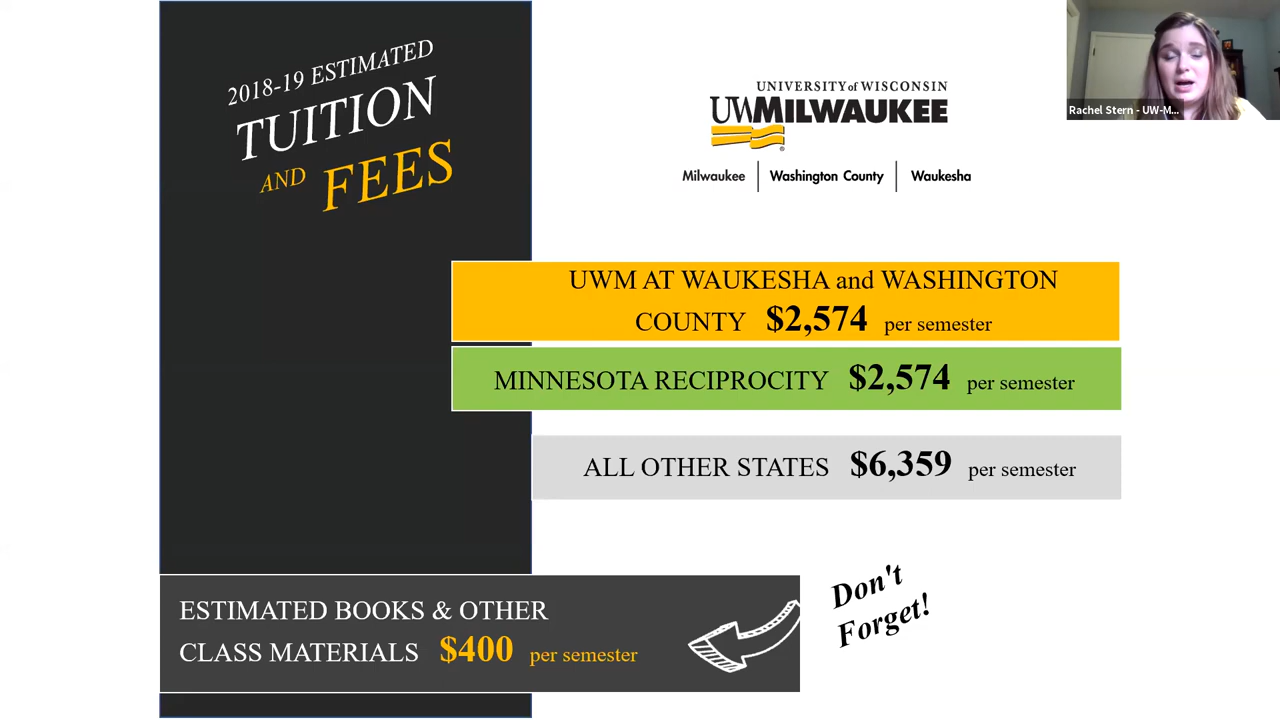 2018-19 ESTIMATED
TUITION
AND FEES
UNIVERSITY of WISCONSIN
UWMILWAUKEE
Milwaukee | Washington County | Waukesha
Rachel Stern - UW-M...
UWM AT WAUKESHA and WASHINGTON
COUNTY $2,574 per semester
MINNESOTA RECIPROCITY $2,574 per semester
ALL OTHER STATES $6,359 per semester
ESTIMATED BOOKS & OTHER
CLASS MATERIALS $400 per semester
Don't
Forget!